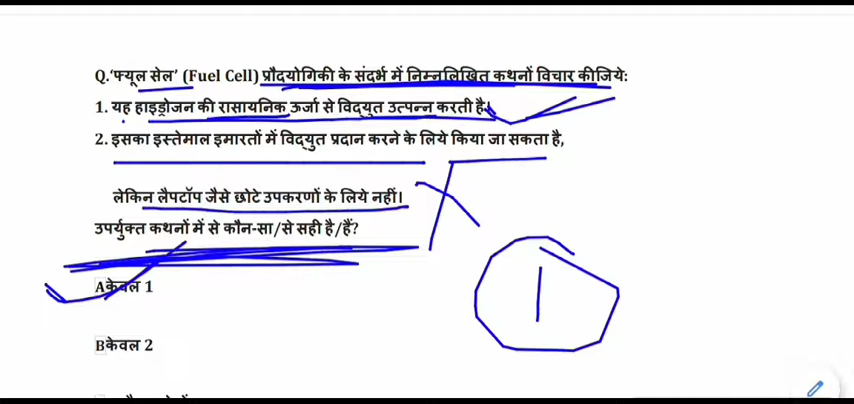 Q.‘फ्यूल सेल’ (Fuel Cell) प्रौद्योगिकी के संदर्भ में निम्नलिखित कथनों विचार कीजिये:
1. यह हाइड्रोजन की रासायनिक ऊर्जा से विद्युत उत्पन्न करती है।
2. इसका इस्तेमाल इमारतों में विद्युत प्रदान करने के लिये किया जा सकता है,
लेकिन लैपटॉप जैसे छोटे उपकरणों के लिये नहीं।
उपर्युक्त कथनों में से कौन-सा/से सही है/हैं?
Aकेवल 1
1
Bकेवल 2